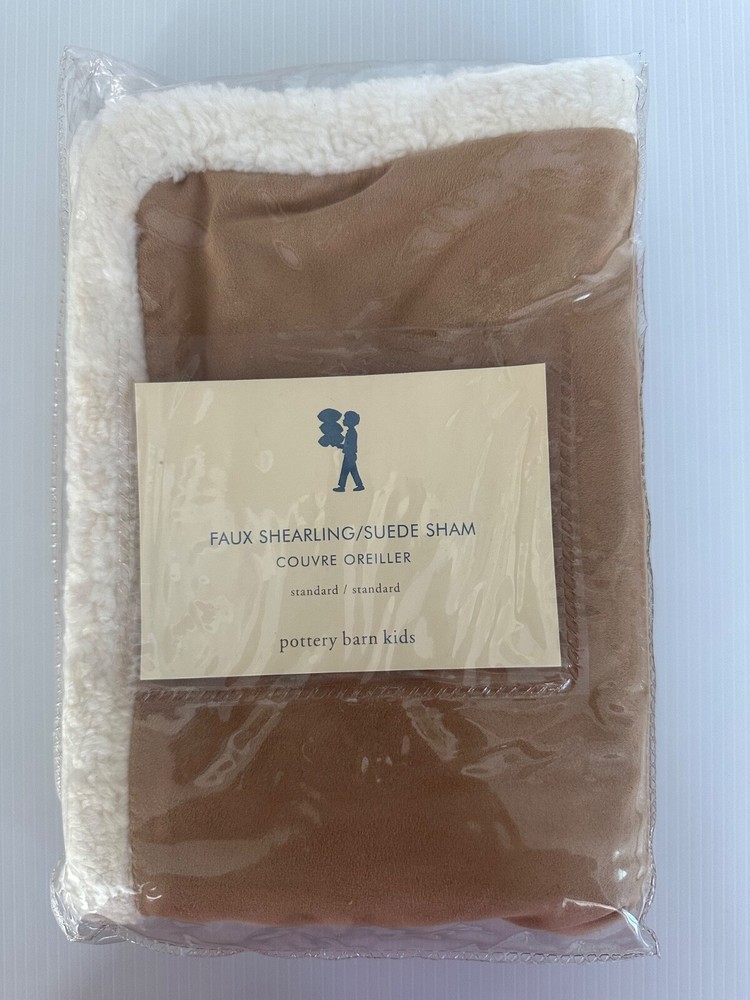 FAUX SHEARLING/SUEDE SHAM
COUVRE OREILLER
standard / standard
pottery barn kids